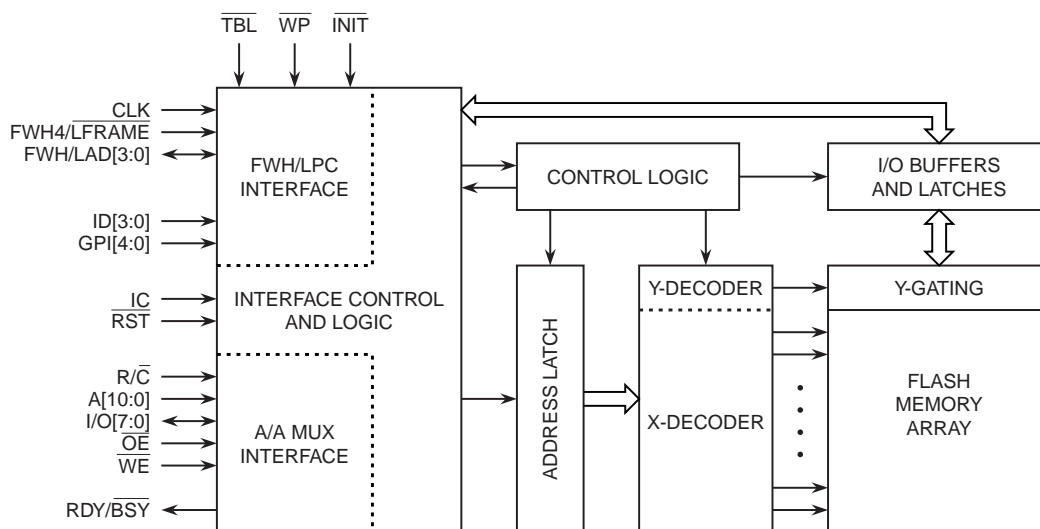 TBL WP INIT
CLK
FWH4/LFRAME
FWH/LAD[3:0]
ID[3:0]
GPI[4:0]
IC
RST
R/C
A[10:0]
I/O[7:0]
OE
WE
RDY/BSY
FWH/LPC
INTERFACE
INTERFACE CONTROL
AND LOGIC
A/A MUX
INTERFACE
CONTROL LOGIC
ADDRESS LATCH
Y-DECODER
X-DECODER
I/O BUFFERS
AND LATCHES
Y-GATING
FLASH
MEMORY
ARRAY